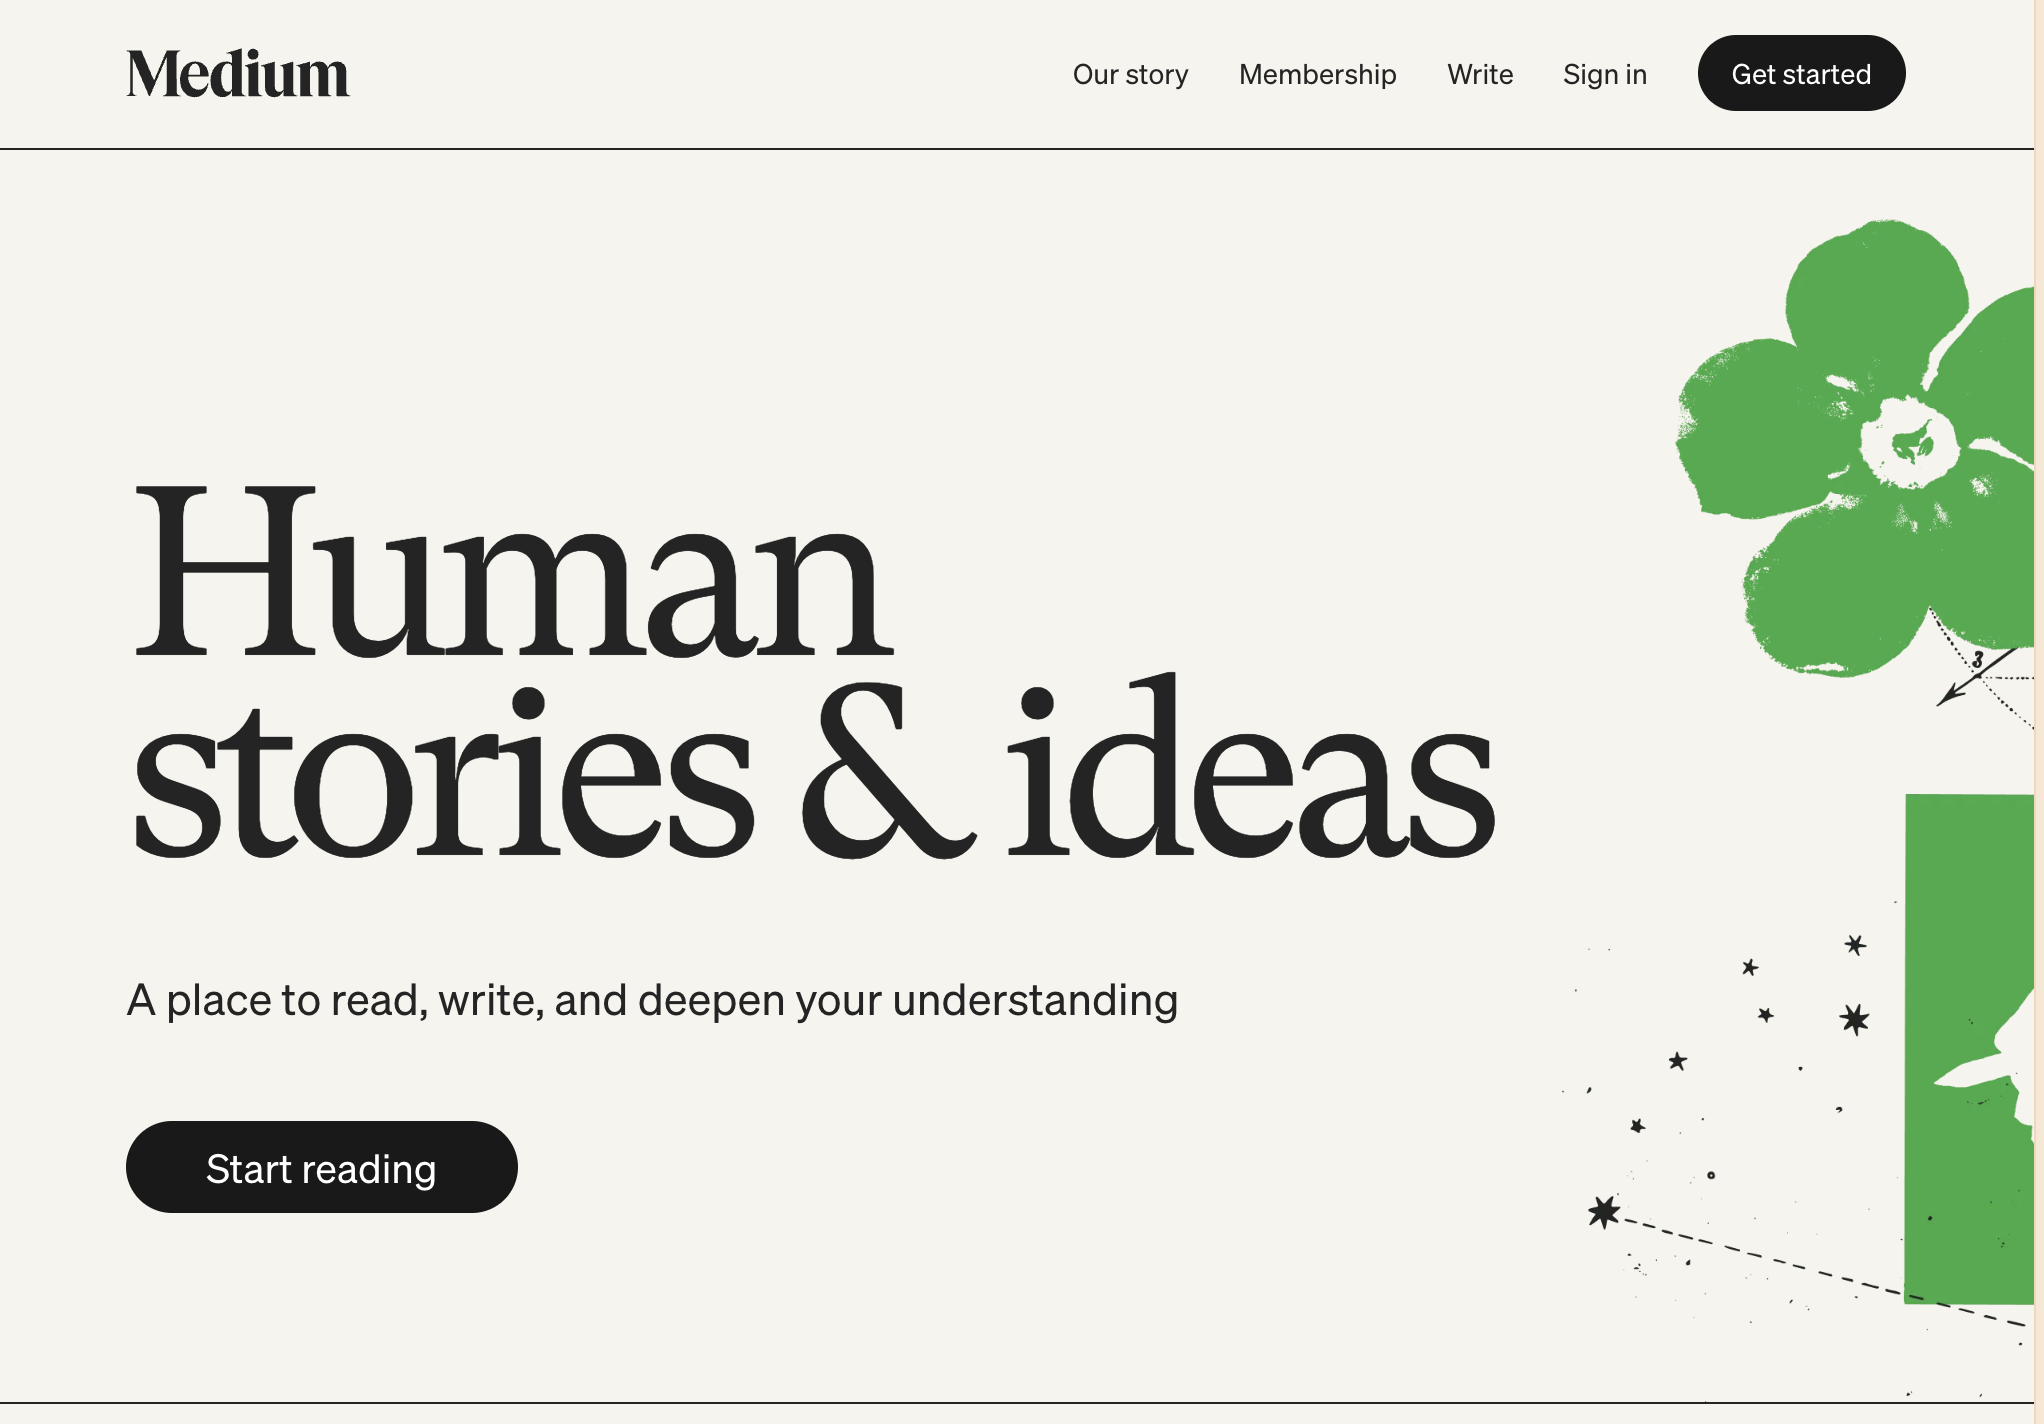 Medium
Our story Membership Write Sign in Get started
Human
stories & ideas
3
A place to read, write, and deepen your understanding
Start reading